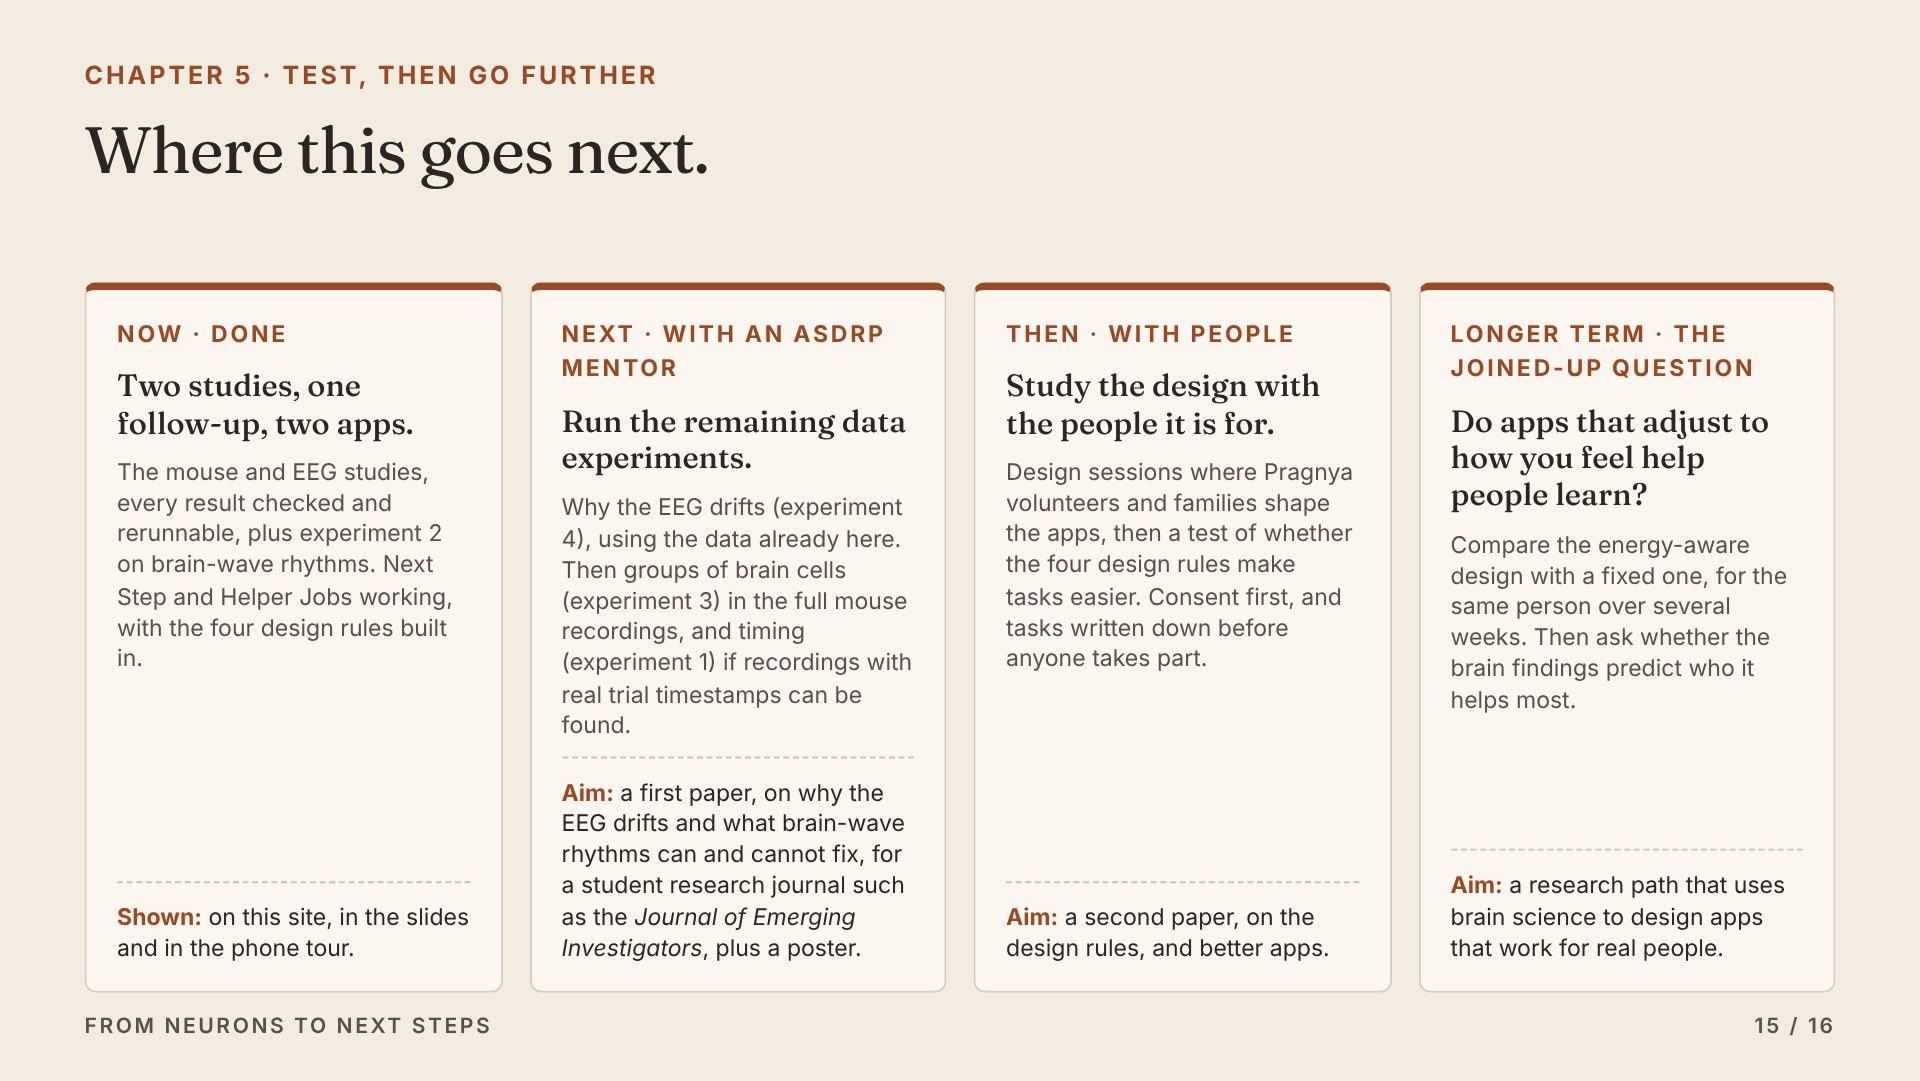 CHAPTER 5 · TEST, THEN GO FURTHER
Where this goes next.
NOW · DONE
Two studies, one
follow-up, two apps.
The mouse and EEG studies,
every result checked and
rerunnable, plus experiment 2
on brain-wave rhythms. Next
Step and Helper Jobs working,
with the four design rules built
in.
Shown: on this site, in the slides
and in the phone tour.
NEXT · WITH AN ASDRP
MENTOR
Run the remaining data
experiments.
Why the EEG drifts (experiment
4), using the data already here.
Then groups of brain cells
(experiment 3) in the full mouse
recordings, and timing
(experiment 1) if recordings with
real trial timestamps can be
found.
Aim: a first paper, on why the
EEG drifts and what brain-wave
rhythms can and cannot fix, for
a student research journal such
as the Journal of Emerging
Investigators, plus a poster.
THEN · WITH PEOPLE
Study the design with
the people it is for.
Design sessions where Pragnya
volunteers and families shape
the apps, then a test of whether
the four design rules make
tasks easier. Consent first, and
tasks written down before
anyone takes part.
Aim: a second paper, on the
design rules, and better apps.
LONGER TERM · THE
JOINED-UP QUESTION
Do apps that adjust to
how you feel help
people learn?
Compare the energy-aware
design with a fixed one, for the
same person over several
weeks. Then ask whether the
brain findings predict who it
helps most.
Aim: a research path that uses
brain science to design apps
that work for real people.
FROM NEURONS TO NEXT STEPS
15 / 16